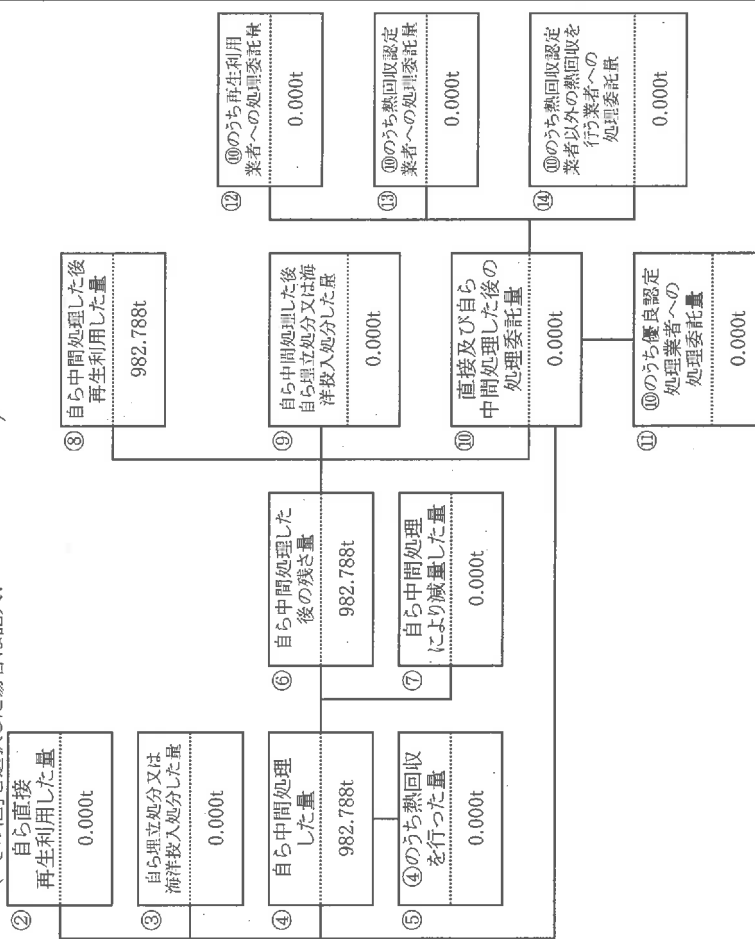 ②
自ら直接
再生利用した量
0.000t
③
自ら埋立処分又は
海洋投入処分した量
0.000t
④
自ら中間処理
した量
982.788t
⑤
④のうち熱回収
を行った量
0.000t
⑥
自ら中間処理した
後の残さ量
982.788t
⑦
自ら中間処理
により減量した量
0.000t
⑧
自ら中間処理した後
再生利用した量
982.788t
⑨
自ら中間処理した後
自ら埋立処分又は海
洋投入処分した量
0.000t
⑩
直接及び自ら
中間処理した後の
処理委託量
0.000t
⑪
⑩のうち優良認定
処理業者への
処理委託量
0.000t
⑫
⑩のうち再生利用
業者への処理委託量
0.000t
⑬
⑩のうち熱回収認定
業者への処理委託量
0.000t
⑭
⑩のうち熱回収認定
業者以外の熱回収を
行う業者への
処理委託量
0.000t